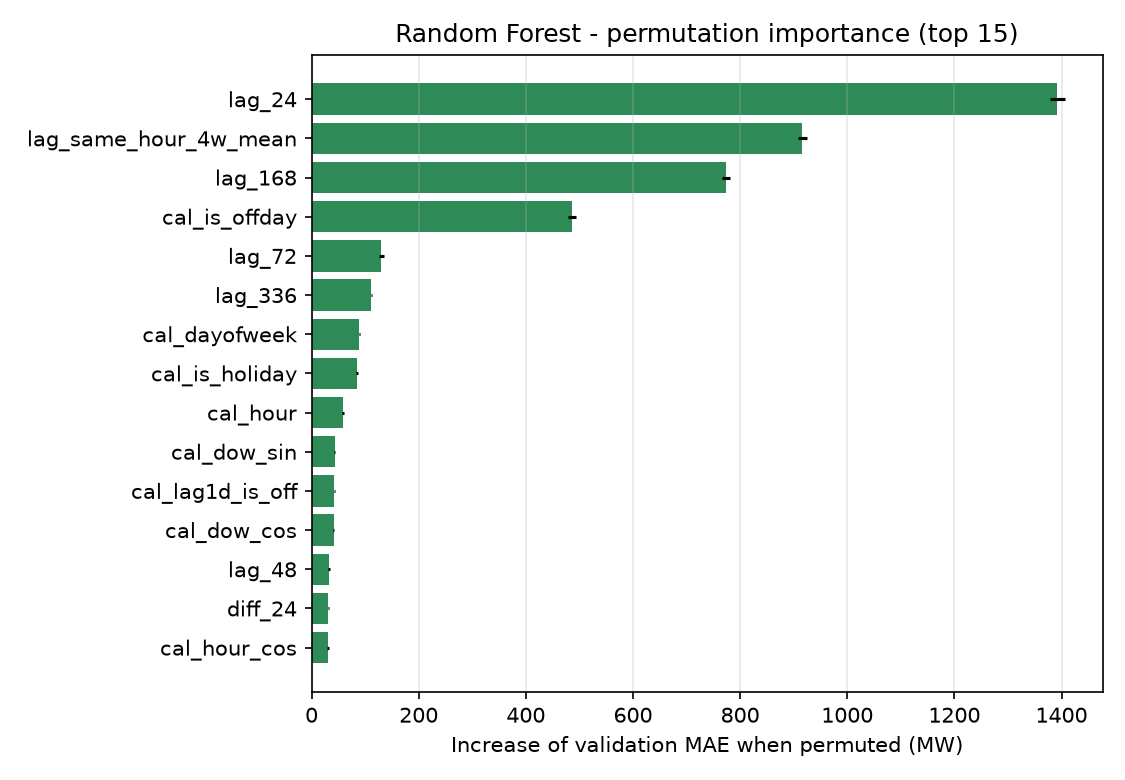 Random Forest - permutation importance (top 15)
lag_24
lag_same_hour_4w_mean
lag_168
cal_is_offday
lag_72
lag_336
cal_dayofweek
cal_is_holiday
cal_hour
cal_dow_sin
cal_lag1d_is_off
cal_dow_cos
lag_48
diff_24
cal_hour_cos
0 200 400 600 800 1000 1200 1400
Increase of validation MAE when permuted (MW)